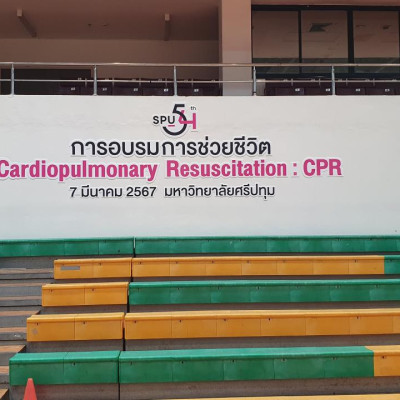 SPU 54th
การอบรมการช่วยชีวิต
Cardiopulmonary Resuscitation : CPR
7 มีนาคม 2567 มหาวิทยาลัยศรีปทุม